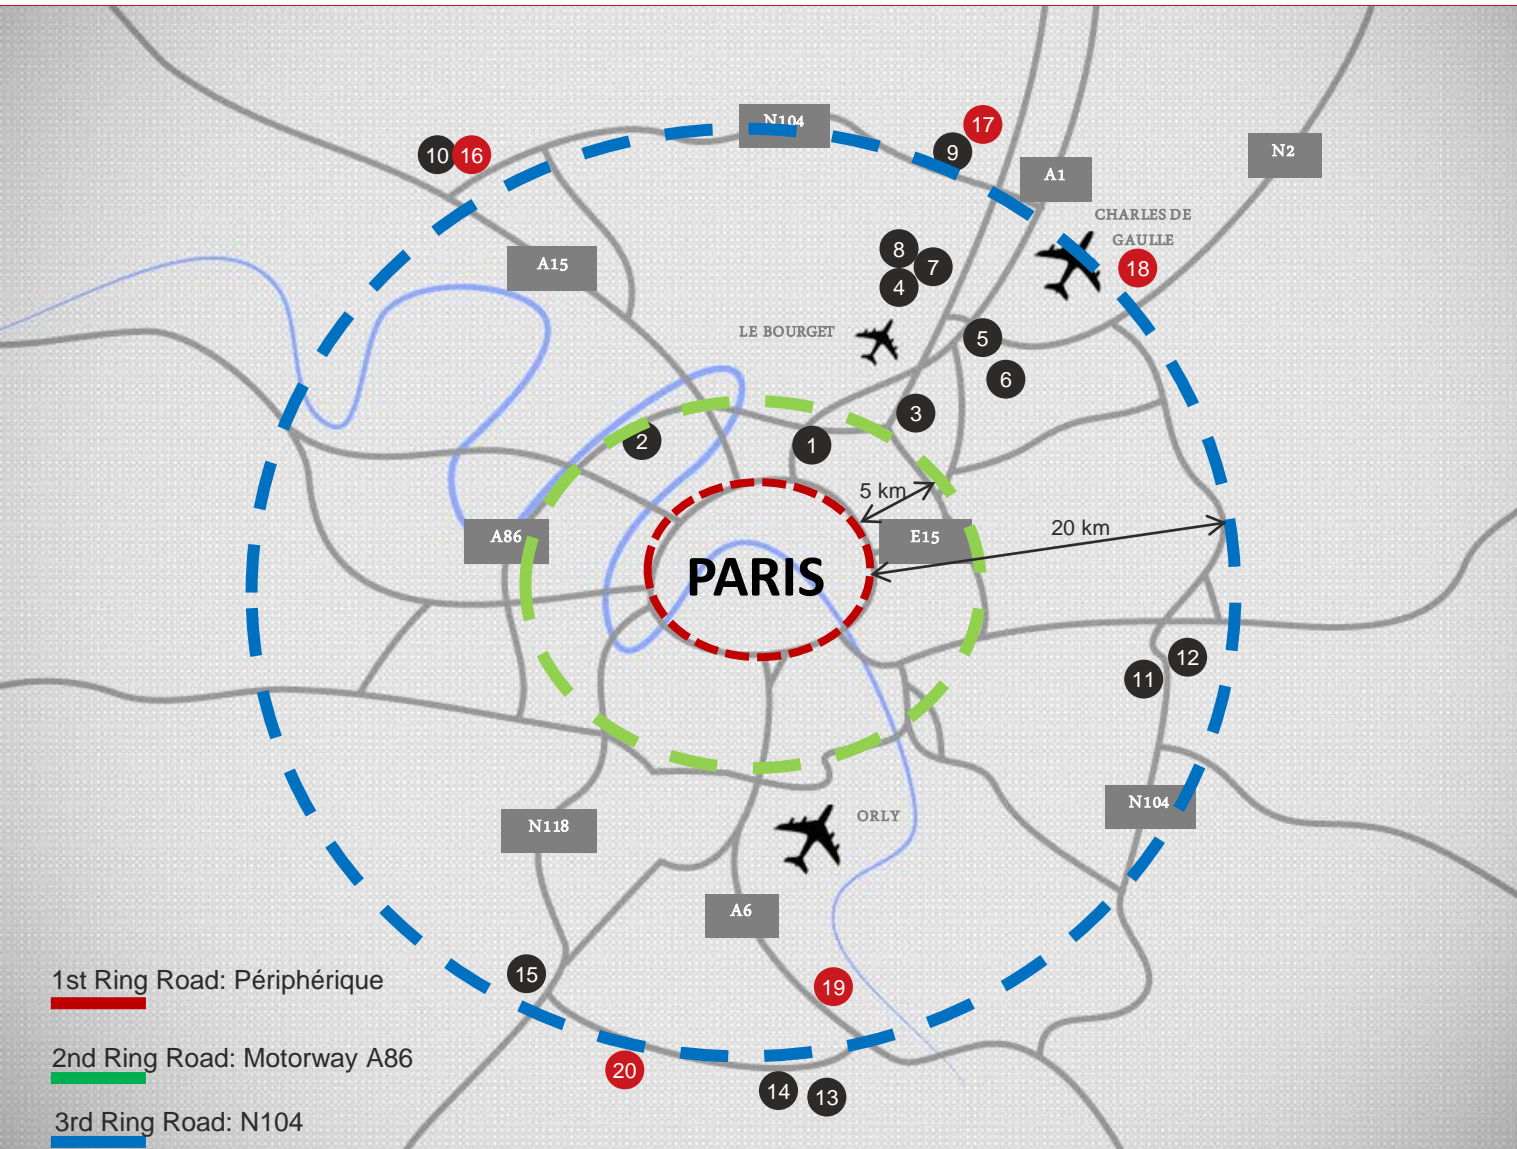 N104
17
10
16
9
N2
A1
CHARLES DE
GAULLE
8
7
18
A15
4
LE BOURGET
5
6
3
2
1
5 km
20 km
A86
E15
PARIS
12
11
N104
N118
ORLY
A6
15
19
1st Ring Road: Périphérique
2nd Ring Road: Motorway A86
20
14
13
3rd Ring Road: N104